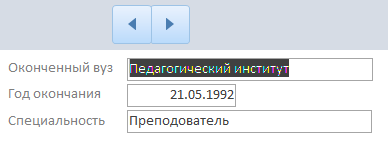 Оконченный вуз Педагогический институт
Год окончания 21.05.1992
Специальность Преподователь